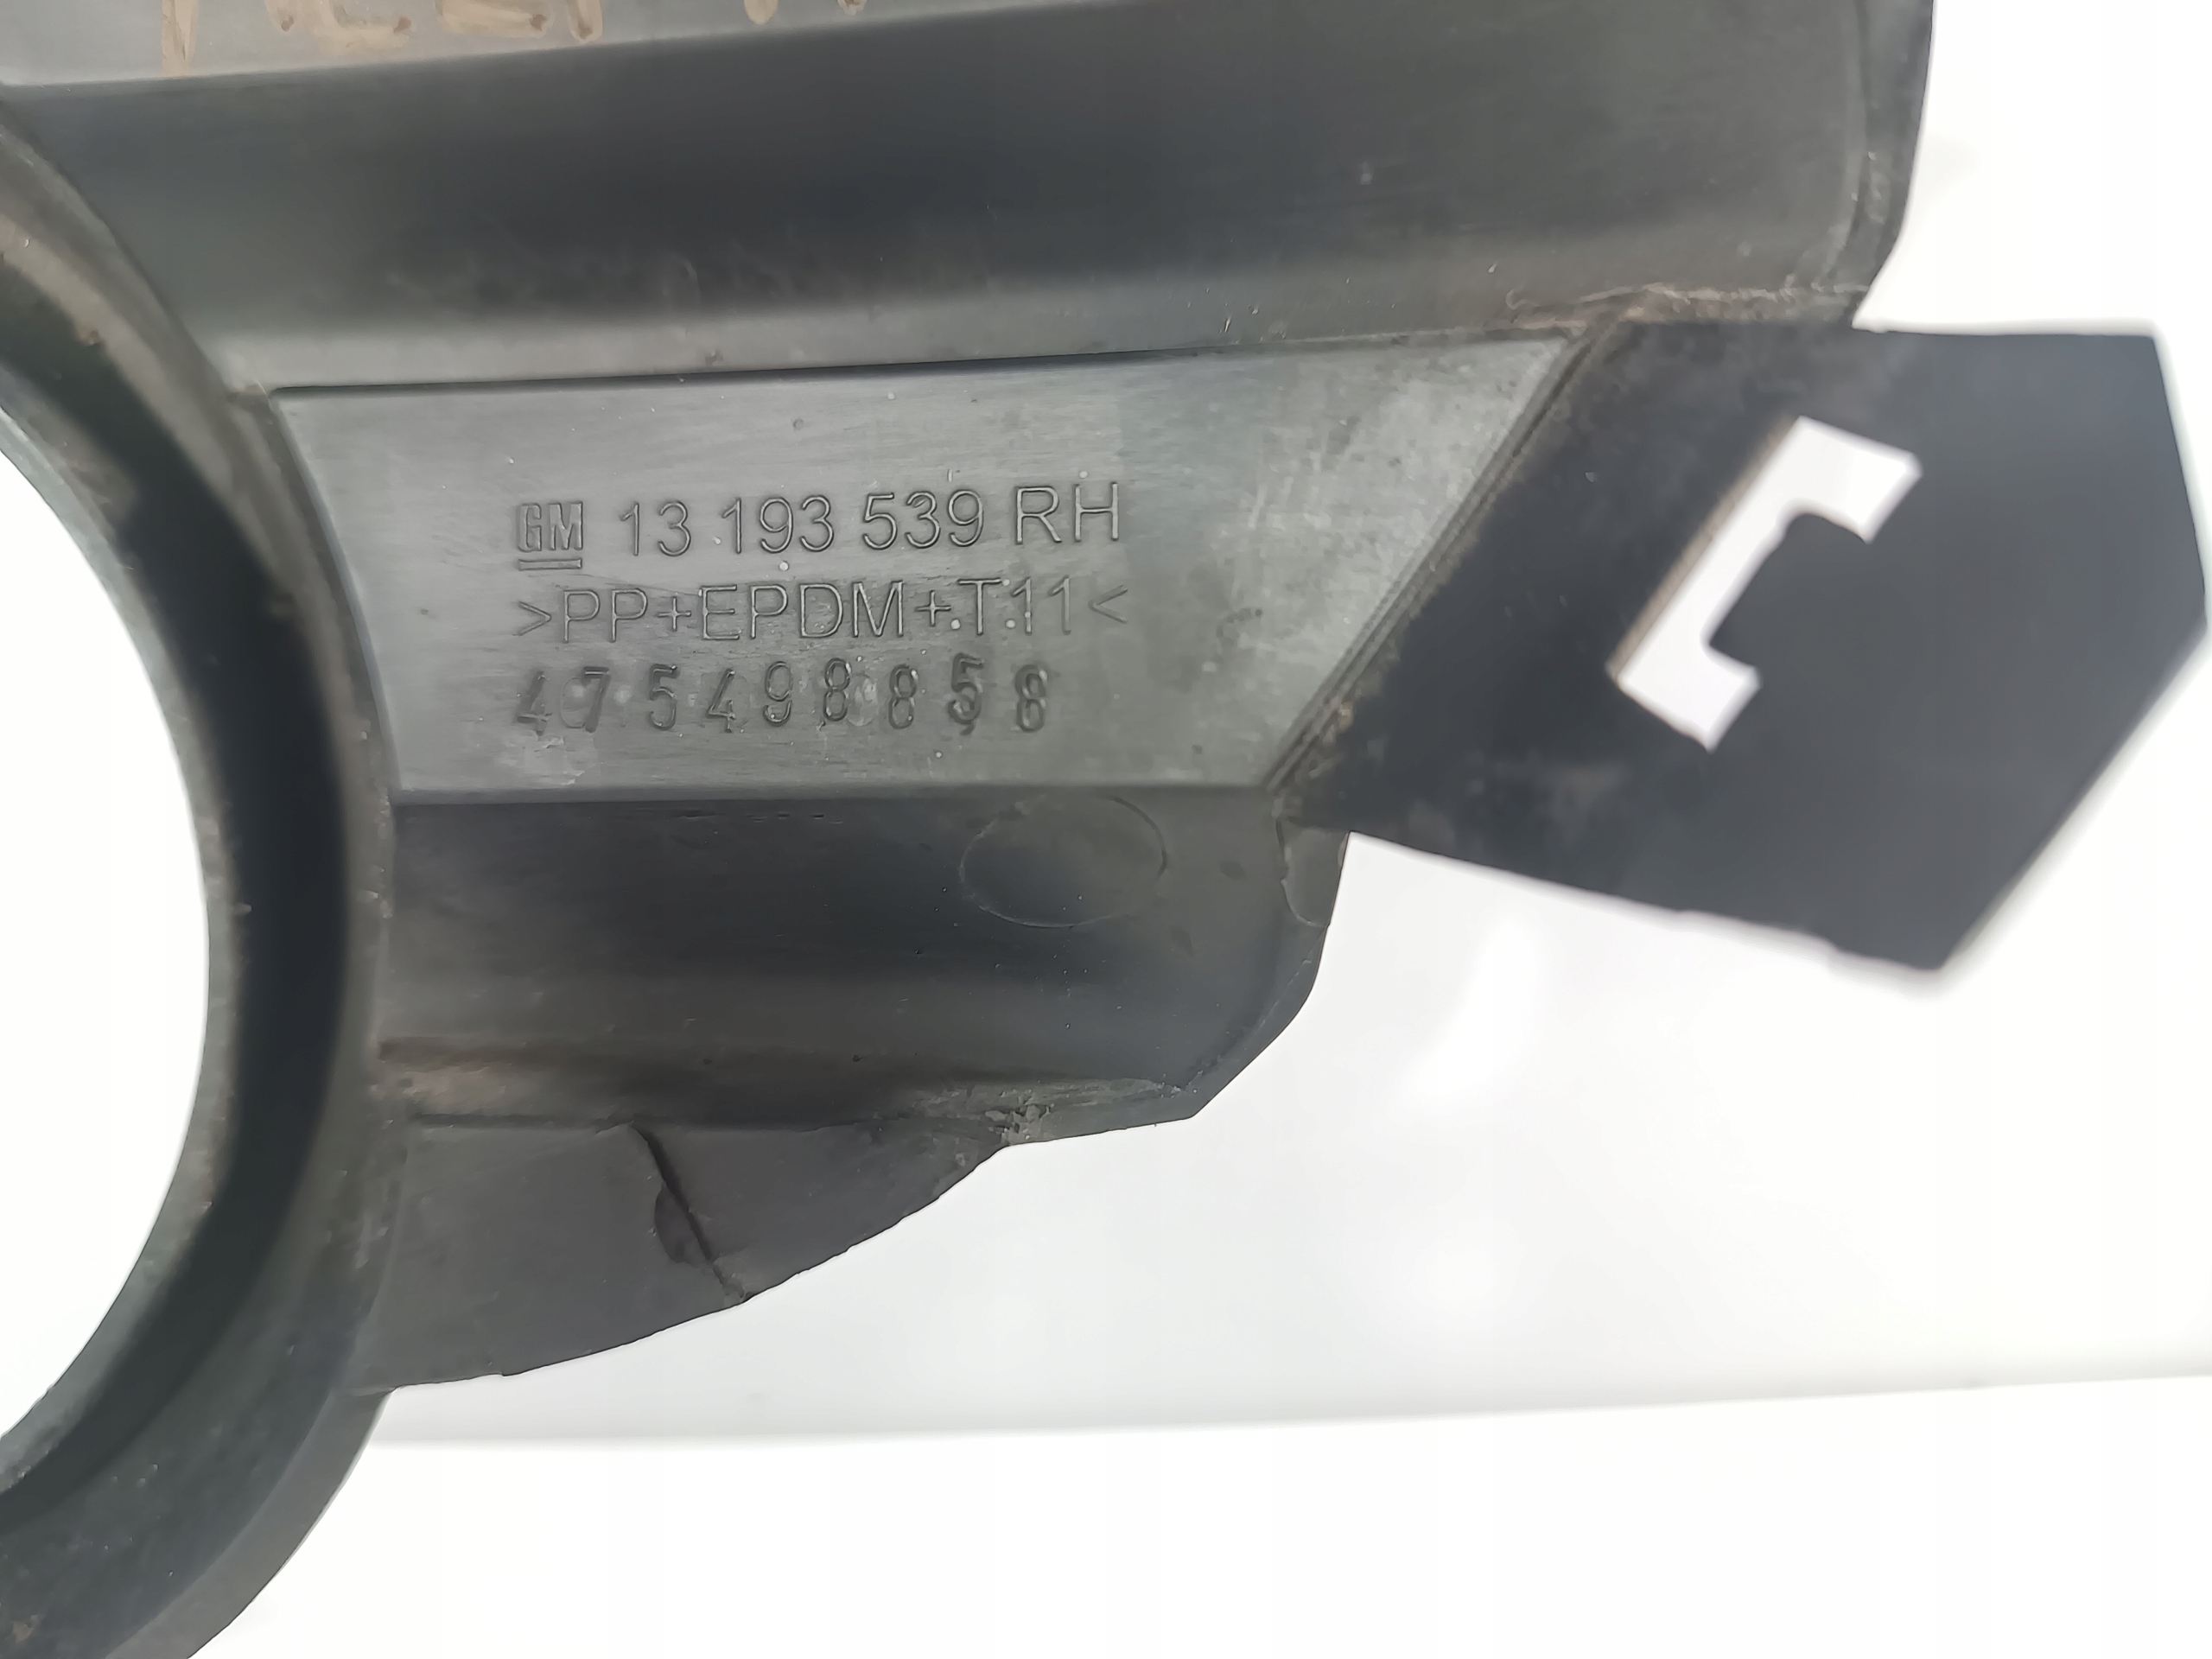 GM 13 193 539 RH
>PP+EPDM+T11<
475498858